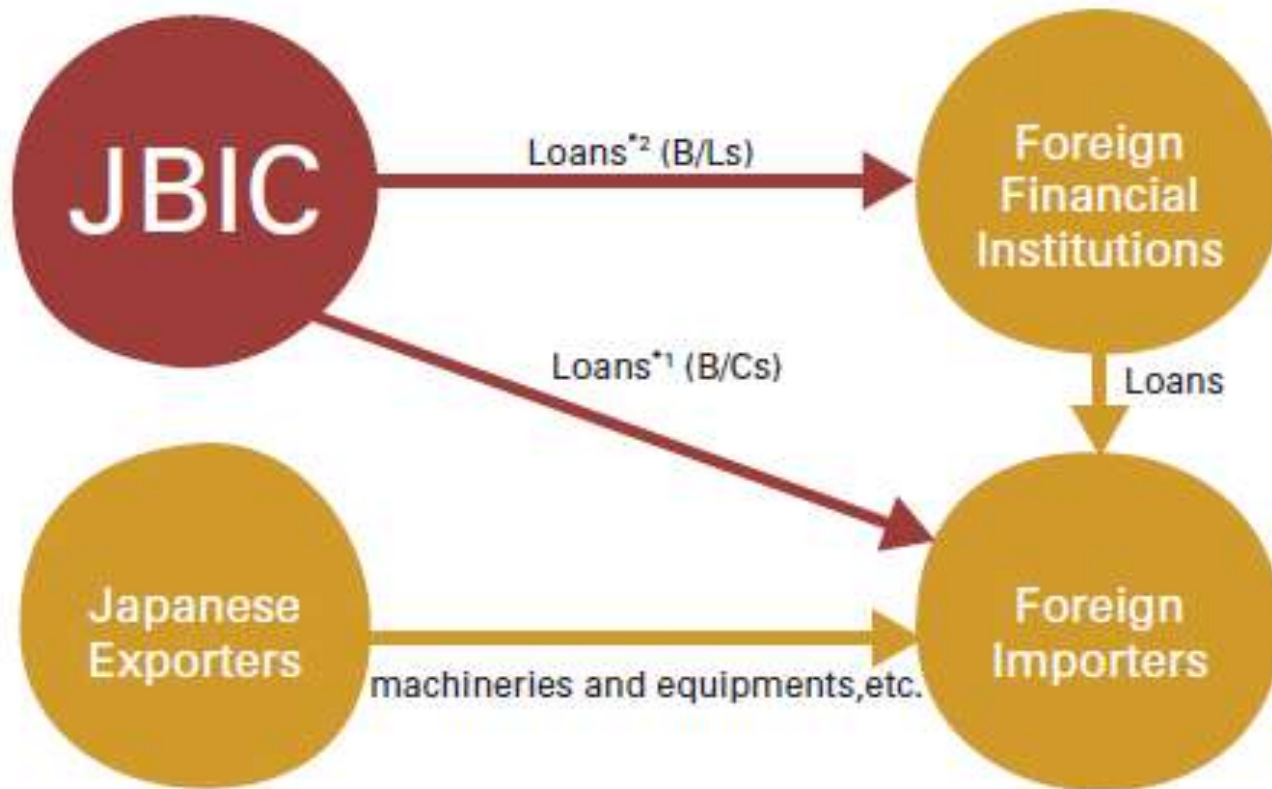 JBIC
Loans*2 (B/Ls)
Foreign
Financial
Institutions
Loans*1 (B/Cs)
Loans
Japanese
Exporters
machineries and equipments,etc.
Foreign
Importers